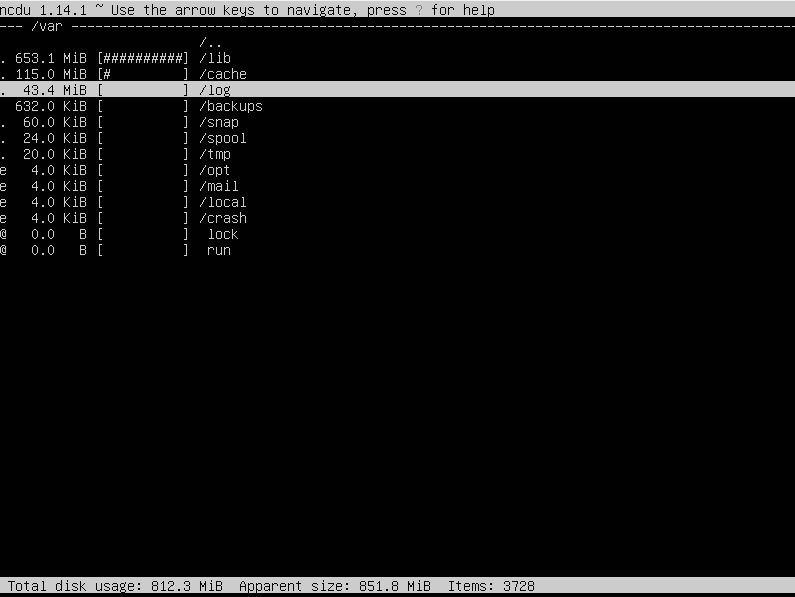 ncdu 1.14.1 ~ Use the arrow keys to navigate, press ? for help
--- /var -------------------------------------------------------------------------------------------
                         /..
. 653.1 MiB [##########] /lib
. 115.0 MiB [#         ] /cache
.  43.4 MiB [          ] /log
  632.0 KiB [          ] /backups
.  60.0 KiB [          ] /snap
.  24.0 KiB [          ] /spool
.  20.0 KiB [          ] /tmp
e   4.0 KiB [          ] /opt
e   4.0 KiB [          ] /mail
e   4.0 KiB [          ] /local
e   4.0 KiB [          ] /crash
@   0.0   B [          ]  lock
@   0.0   B [          ]  run
Total disk usage: 812.3 MiB  Apparent size: 851.8 MiB  Items: 3728